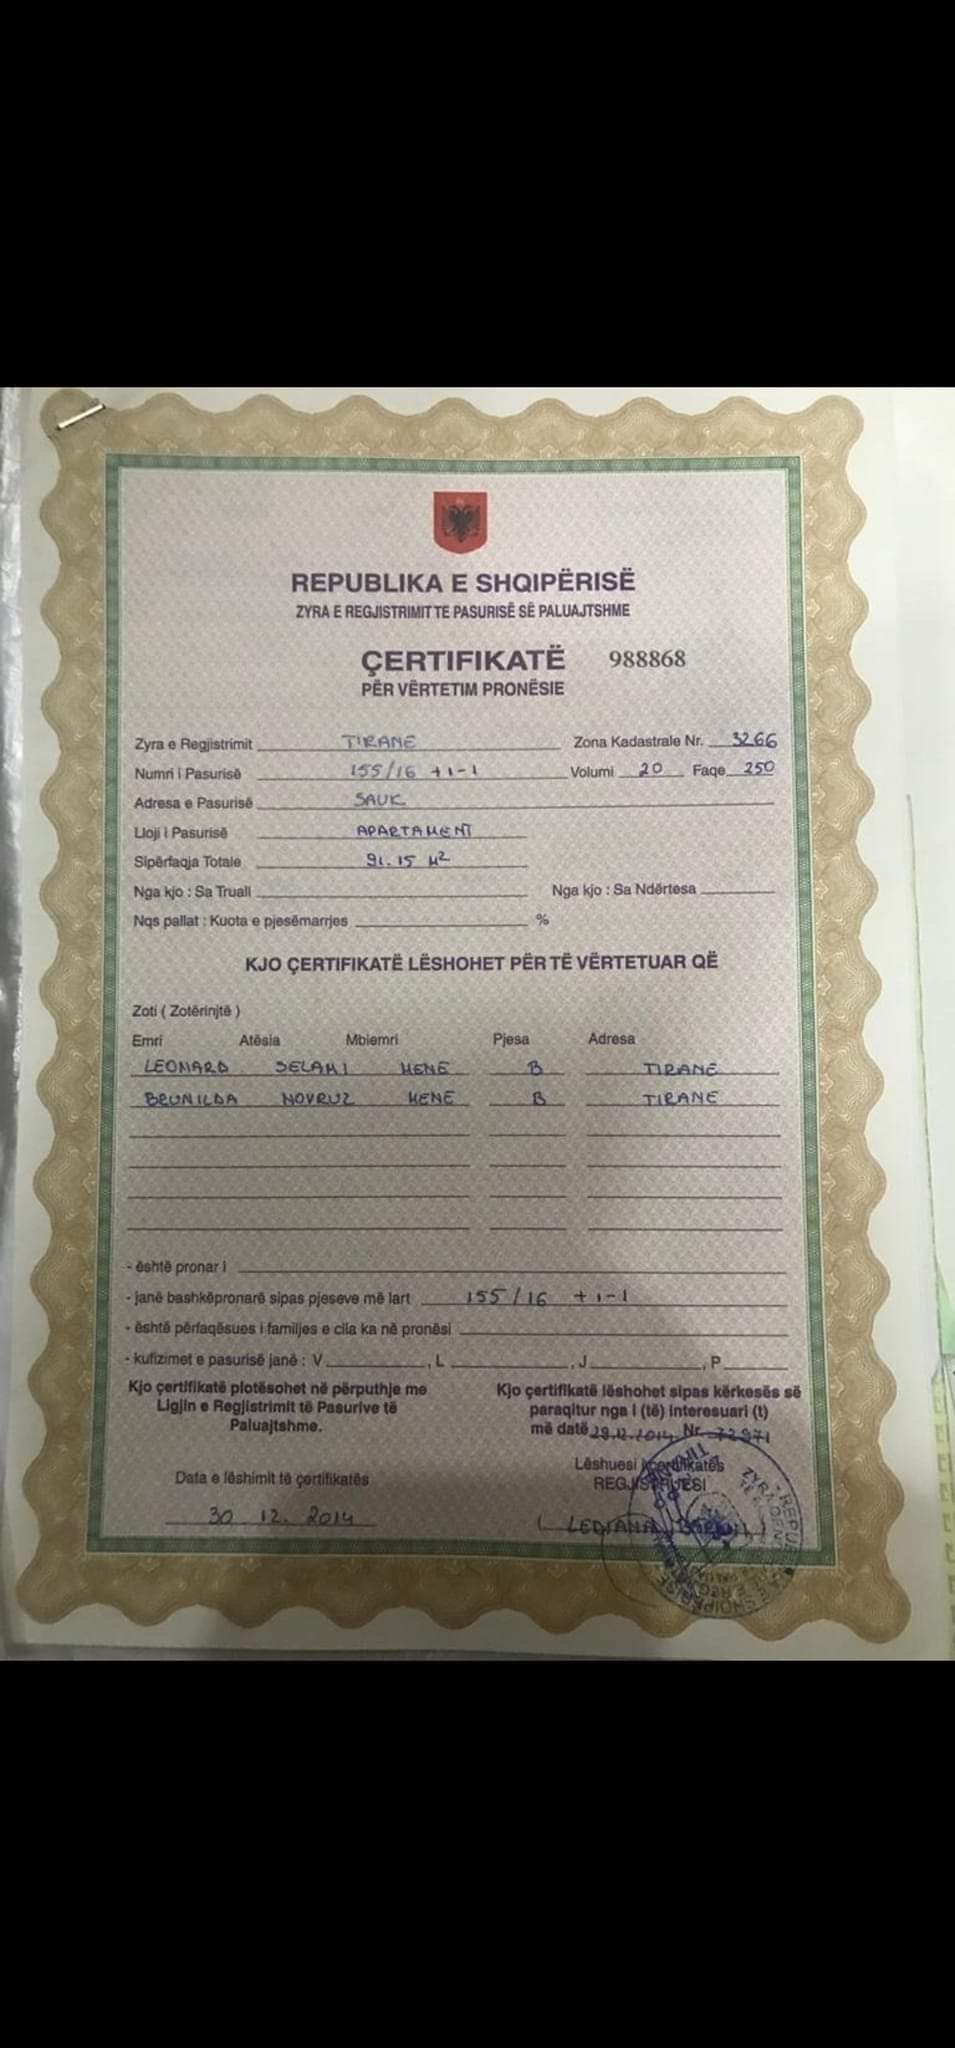 REPUBLIKA E SHQIPËRISË
ZYRA E REGJISTRIMIT TE PASURISË SË PALUAJTSHME
ÇERTIFIKATË 988868
PËR VËRTETIM PRONËSIE
Zyra e Regjistrimit TIRANE Zona Kadastrale Nr. 3266
Numri i Pasurisë 155/16 +1-1 Volumi 20 Faqe 250
Adresa e Pasurisë SAUK
Lloji i Pasurisë APARTAMENT
Sipërfaqja Totale 91.15 M²
Nga kjo : Sa Truall Nga kjo : Sa Ndërtesa
Nqs pallat : Kuota e pjesëmarrjes %
KJO ÇERTIFIKATË LËSHOHET PËR TË VËRTETUAR QË
Zoti ( Zotërinjtë )
Emri Atësia Mbiemri Pjesa Adresa
LEONARD SELAMI MENE B TIRANE
BRUNILDA NOVRUZ MENE B TIRANE
- është pronar i
- janë bashkëpronarë sipas pjeseve më lart 155/16 +1-1
- është përfaqësues i familjes e cila ka në pronësi
- kufizimet e pasurisë janë : V , L , J , P
Kjo çertifikatë plotësohet në përputhje me
Ligjin e Regjistrimit të Pasurive të
Paluajtshme.
Kjo çertifikatë lëshohet sipas kërkesës së
paraqitur nga i (të) interesuari (t)
më datë 29.12.2014 Nr. 72971
Lëshuesi i çertifikatës
REGJISTRUESI
Data e lëshimit të çertifikatës
30 12. 2014
( LEDIANA )